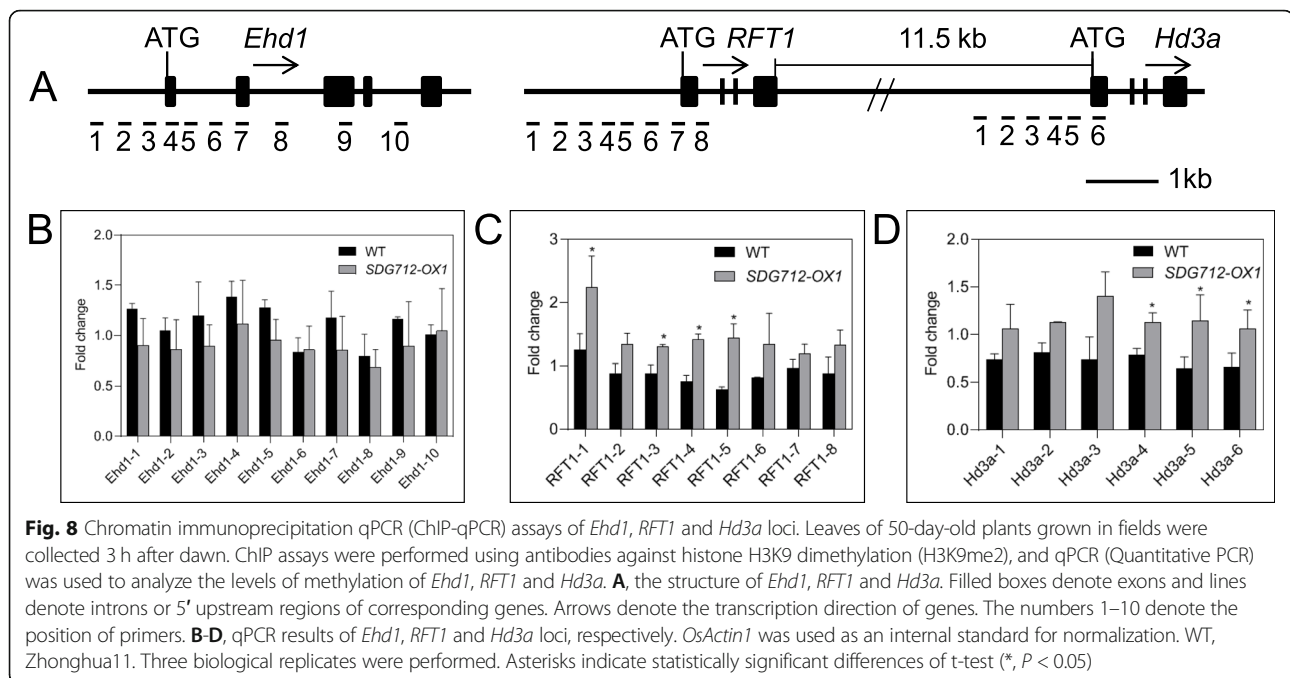 ATG Ehd1 ATG RFT1 11.5 kb ATG Hd3a
A
1 2 3 4 5 6 7 8 9 10 1 2 3 4 5 6 7 8 1 2 3 4 5 6
1kb
B
2.0
1.5
1.0
0.5
0.0
Fold change
WT
SDG712-OX1
Ehd1-1 Ehd1-2 Ehd1-3 Ehd1-4 Ehd1-5 Ehd1-6 Ehd1-7 Ehd1-8 Ehd1-9 Ehd1-10
C
3
2
1
0
Fold change
WT
SDG712-OX1
* * * *
RFT1-1 RFT1-2 RFT1-3 RFT1-4 RFT1-5 RFT1-6 RFT1-7 RFT1-8
D
2.0
1.5
1.0
0.5
0.0
Fold change
WT
SDG712-OX1
* * *
Hd3a-1 Hd3a-2 Hd3a-3 Hd3a-4 Hd3a-5 Hd3a-6
Fig. 8 Chromatin immunoprecipitation qPCR (ChIP-qPCR) assays of Ehd1, RFT1 and Hd3a loci. Leaves of 50-day-old plants grown in fields were
collected 3 h after dawn. ChIP assays were performed using antibodies against histone H3K9 dimethylation (H3K9me2), and qPCR (Quantitative PCR)
was used to analyze the levels of methylation of Ehd1, RFT1 and Hd3a. A, the structure of Ehd1, RFT1 and Hd3a. Filled boxes denote exons and lines
denote introns or 5′ upstream regions of corresponding genes. Arrows denote the transcription direction of genes. The numbers 1–10 denote the
position of primers. B-D, qPCR results of Ehd1, RFT1 and Hd3a loci, respectively. OsActin1 was used as an internal standard for normalization. WT,
Zhonghua11. Three biological replicates were performed. Asterisks indicate statistically significant differences of t-test (*, P < 0.05)